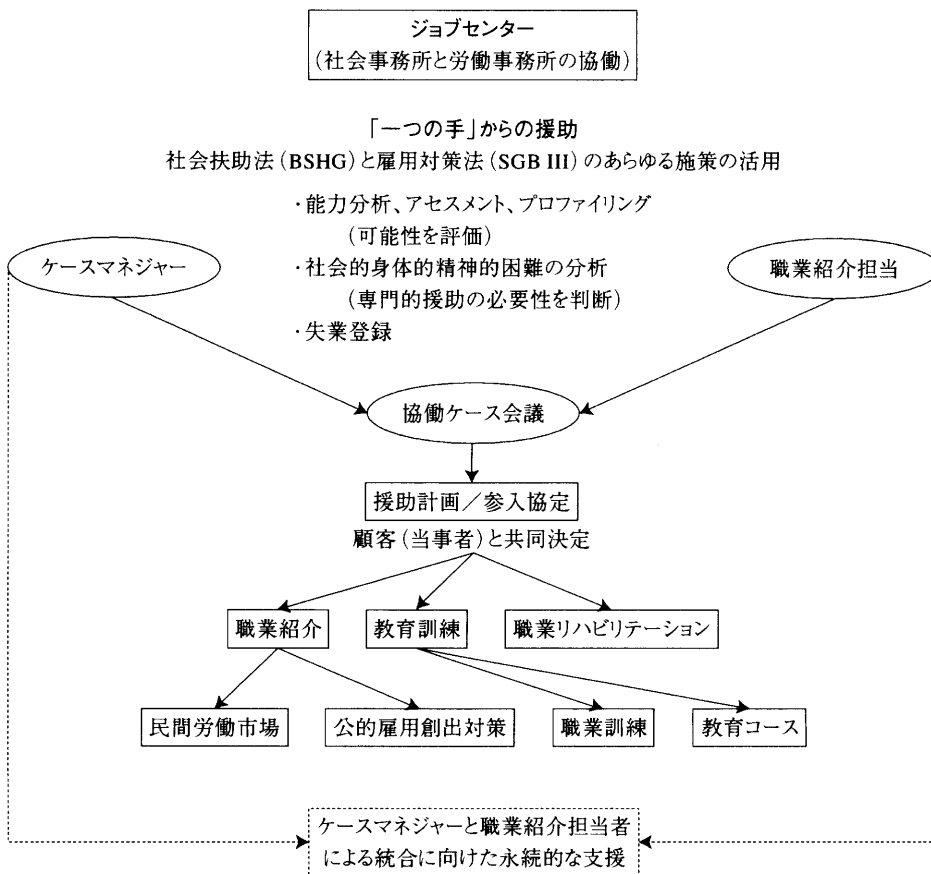 ジョブセンター
(社会事務所と労働事務所の協働)
「一つの手」からの援助
社会扶助法(BSHG)と雇用対策法(SGB III)のあらゆる施策の活用
・能力分析、アセスメント、プロファイリング
(可能性を評価)
ケースマネジャー
・社会的身体的精神的困難の分析
職業紹介担当
(専門的援助の必要性を判断)
・失業登録
協働ケース会議
援助計画/参入協定
顧客(当事者)と共同決定
職業紹介
教育訓練
職業リハビリテーション
民間労働市場
公的雇用創出対策
職業訓練
教育コース
ケースマネジャーと職業紹介担当者
による統合に向けた永続的な支援